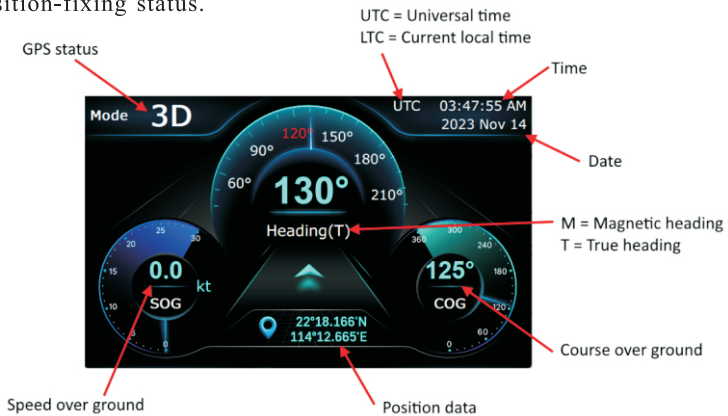 sition-fixing status.
UTC = Universal time
LTC = Current local time
GPS status
Time
Mode 3D
UTC 03:47:55 AM
2023 Nov 14
Date
60° 90° 120° 150° 180° 210°
130°
Heading(T)
M = Magnetic heading
T = True heading
0 5 10 15 20 25 30
0.0 kt
SOG
360 300 240 180 120 60 0
125°
COG
22°18.166'N
114°12.665'E
Course over ground
Speed over ground
Position data